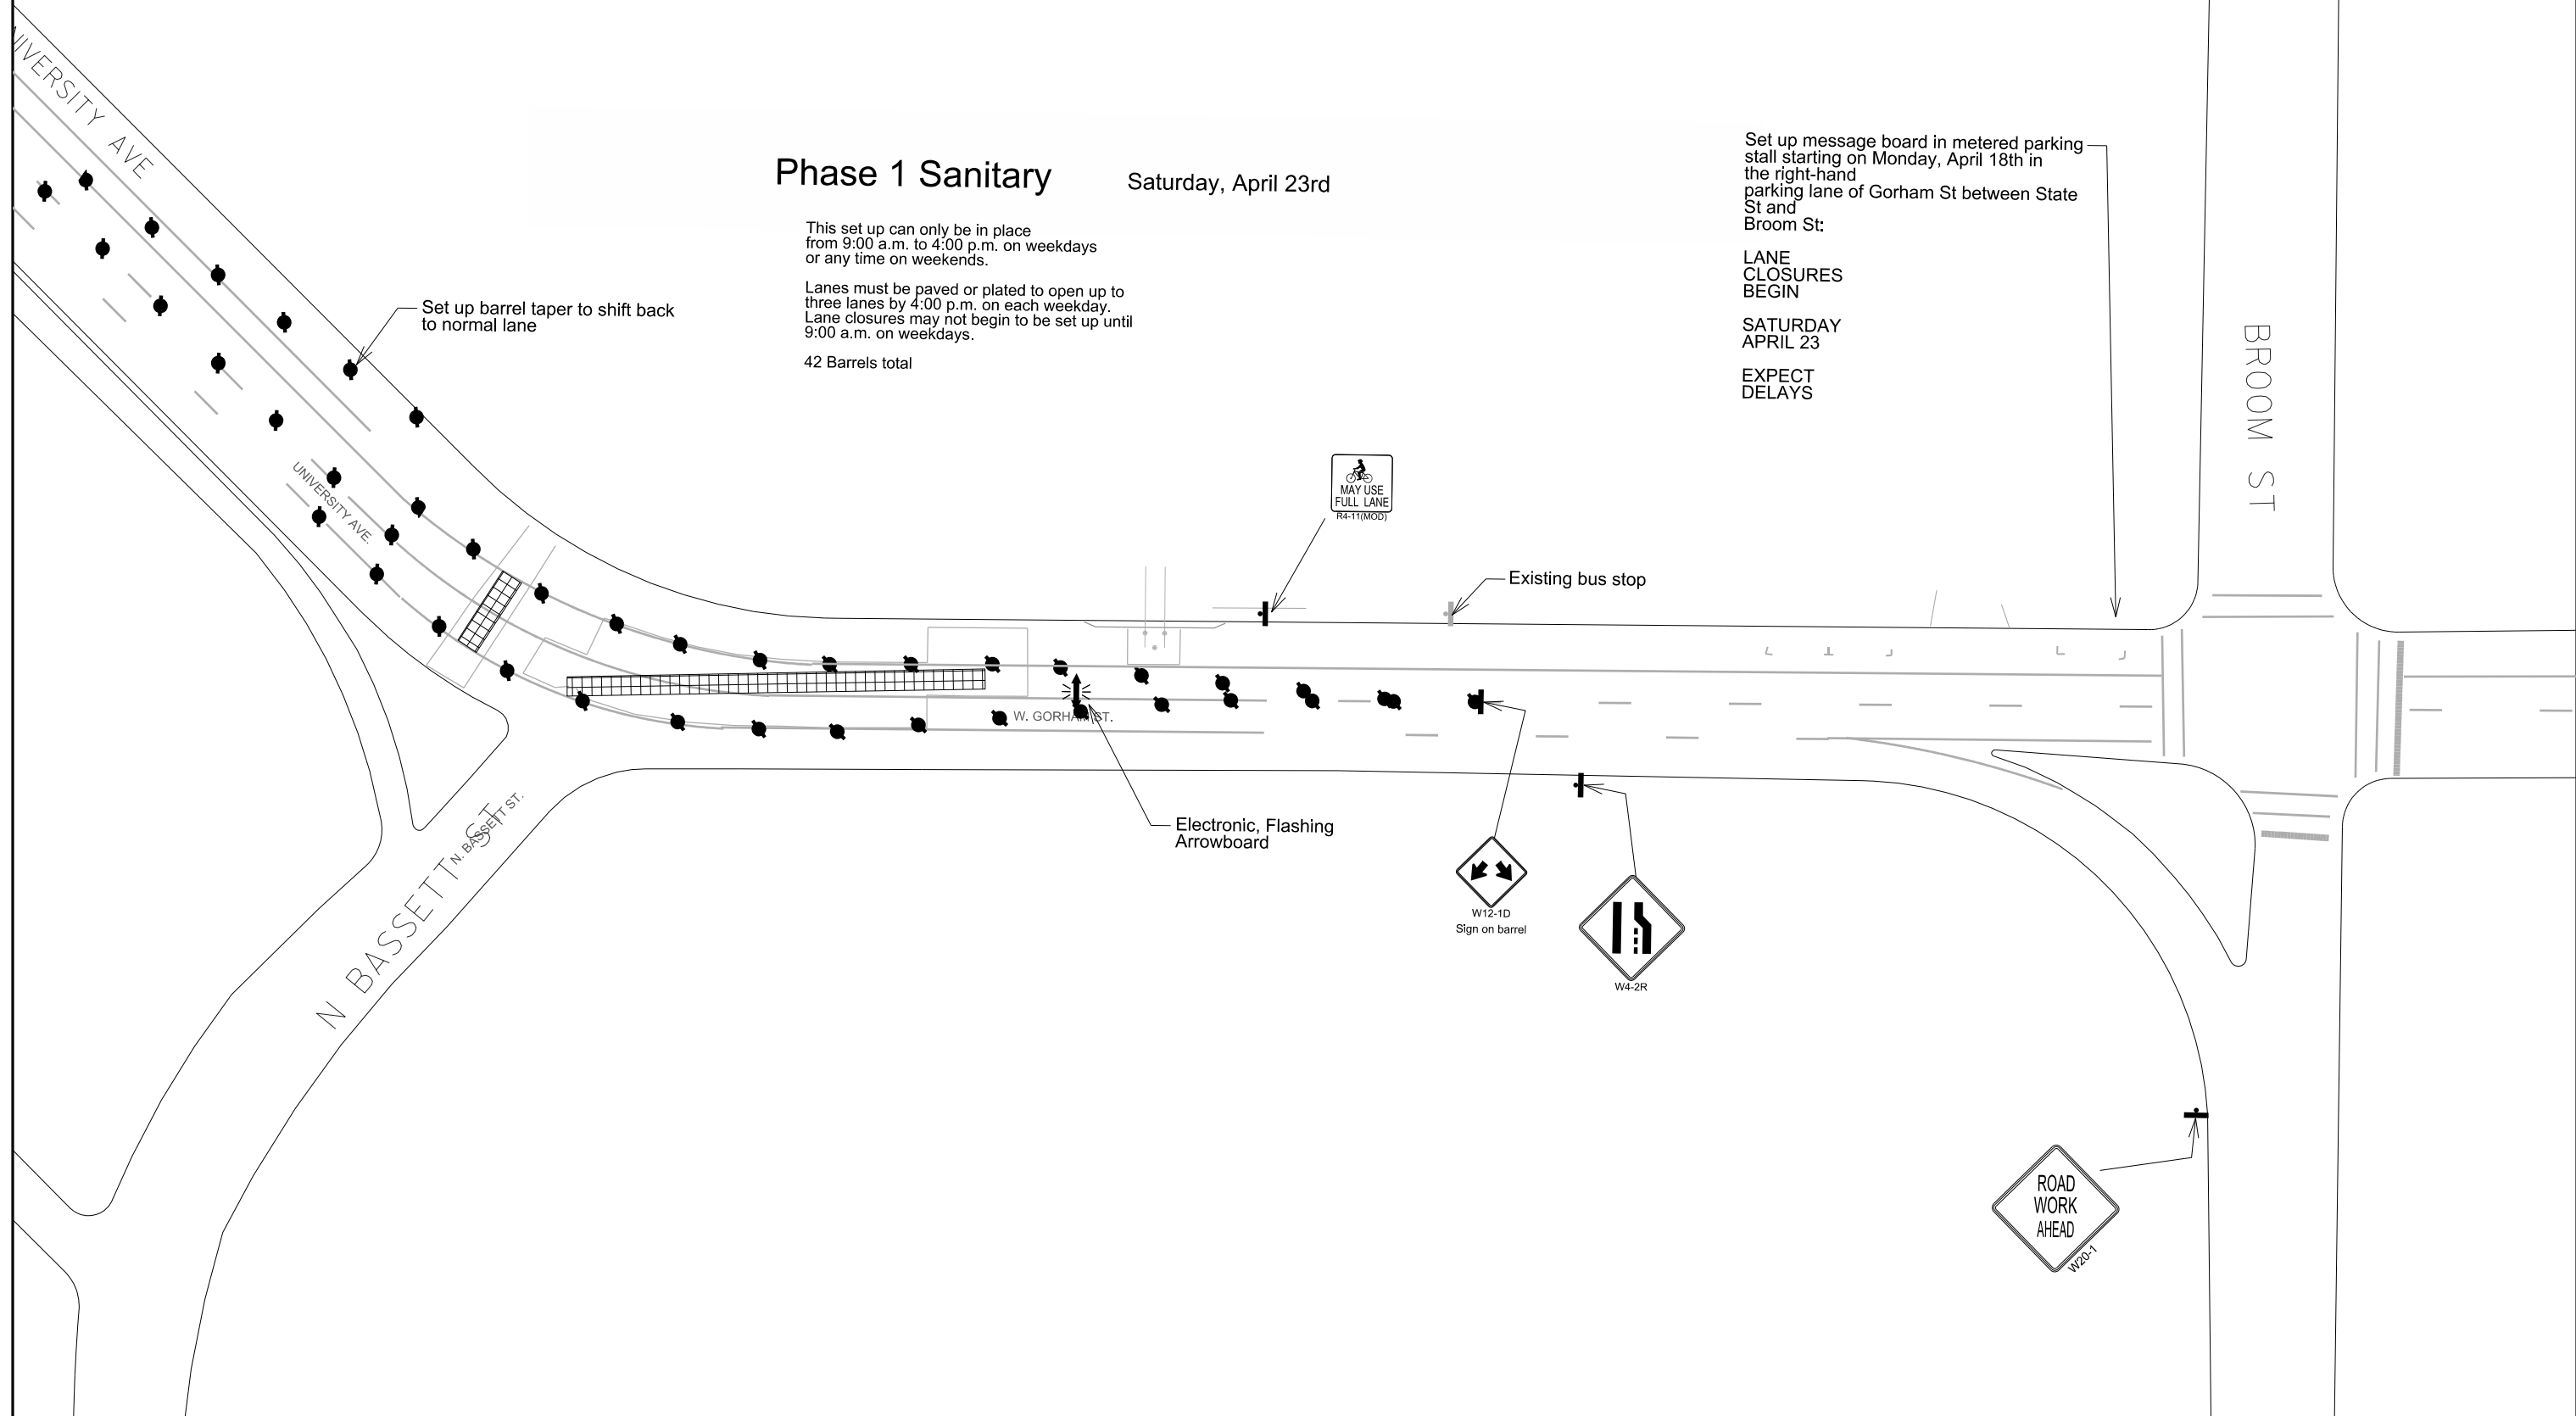 UNIVERSITY AVE
Phase 1 Sanitary
Saturday, April 23rd
This set up can only be in place
from 9:00 a.m. to 4:00 p.m. on weekdays
or any time on weekends.
Lanes must be paved or plated to open up to
three lanes by 4:00 p.m. on each weekday.
Lane closures may not begin to be set up until
9:00 a.m. on weekdays.
42 Barrels total
Set up message board in metered parking
stall starting on Monday, April 18th in
the right-hand
parking lane of Gorham St between State
St and
Broom St:
LANE
CLOSURES
BEGIN
SATURDAY
APRIL 23
EXPECT
DELAYS
Set up barrel taper to shift back
to normal lane
BROOM ST
UNIVERSITY AVE.
MAY USE
FULL LANE
R4-11(MOD)
Existing bus stop
W. GORHAM ST.
Electronic, Flashing
Arrowboard
N. BASSETT ST.
N BASSETT ST
W12-1D
Sign on barrel
W4-2R
ROAD
WORK
AHEAD
W20-1